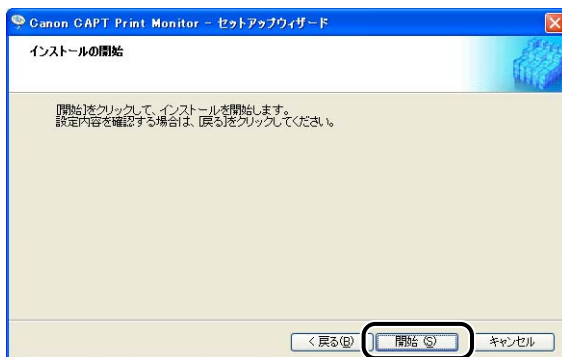 Canon CAPT Print Monitor - セットアップウィザード
インストールの開始
[開始]をクリックして、インストールを開始します。
設定内容を確認する場合は、[戻る]をクリックしてください。
< 戻る(B)
開始 (S)
キャンセル